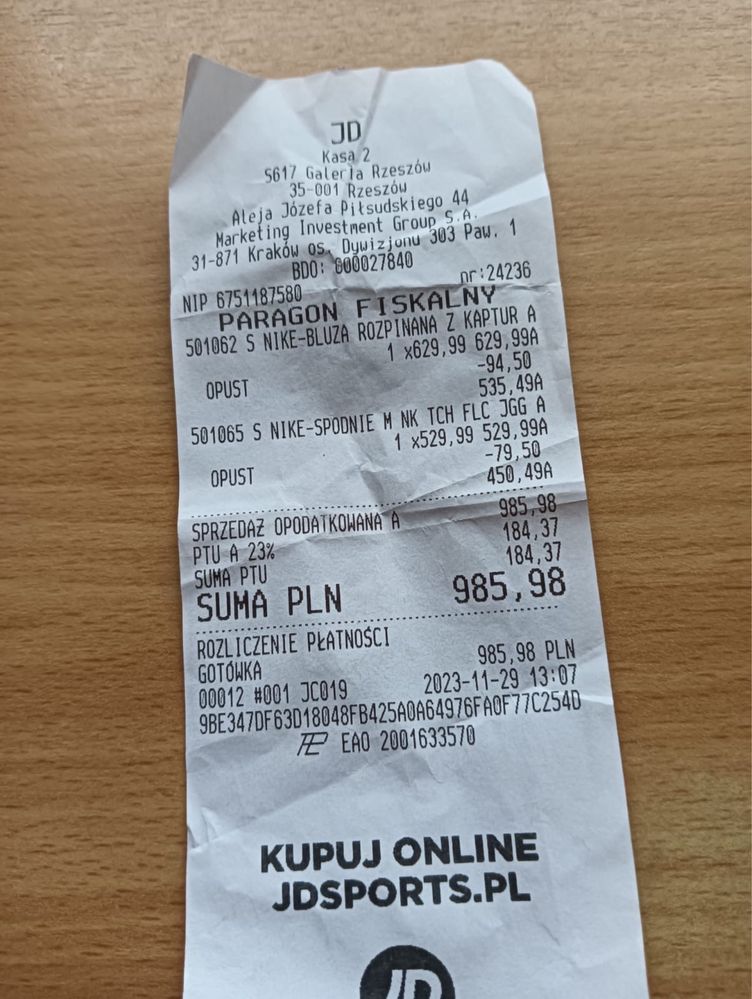 JD
Kasa 2
S617 Galeria Rzeszów
35-001 Rzeszów
Aleja Józefa Piłsudskiego 44
Marketing Investment Group S.A.
31-871 Kraków os. Dywizjonu 303 Paw. 1
BDO: 000027840
NIP 6751187580 nr:24236
PARAGON FISKALNY
501062 S NIKE-BLUZA ROZPINANA Z KAPTUR A
1 x629,99 629,99A
OPUST -94,50
535,49A
501065 S NIKE-SPODNIE M NK TCH FLC JGG A
1 x529,99 529,99A
OPUST -79,50
450,49A
SPRZEDAŻ OPODATKOWANA A 985,98
PTU A 23% 184,37
SUMA PTU 184,37
SUMA PLN 985,98
ROZLICZENIE PŁATNOŚCI
GOTÓWKA 985,98 PLN
00012 #001 JC019 2023-11-29 13:07
9BE347DF63D18048FB425A0A64976FA0F77C254D
EAO 2001633570
KUPUJ ONLINE
JDSPORTS.PL
JD